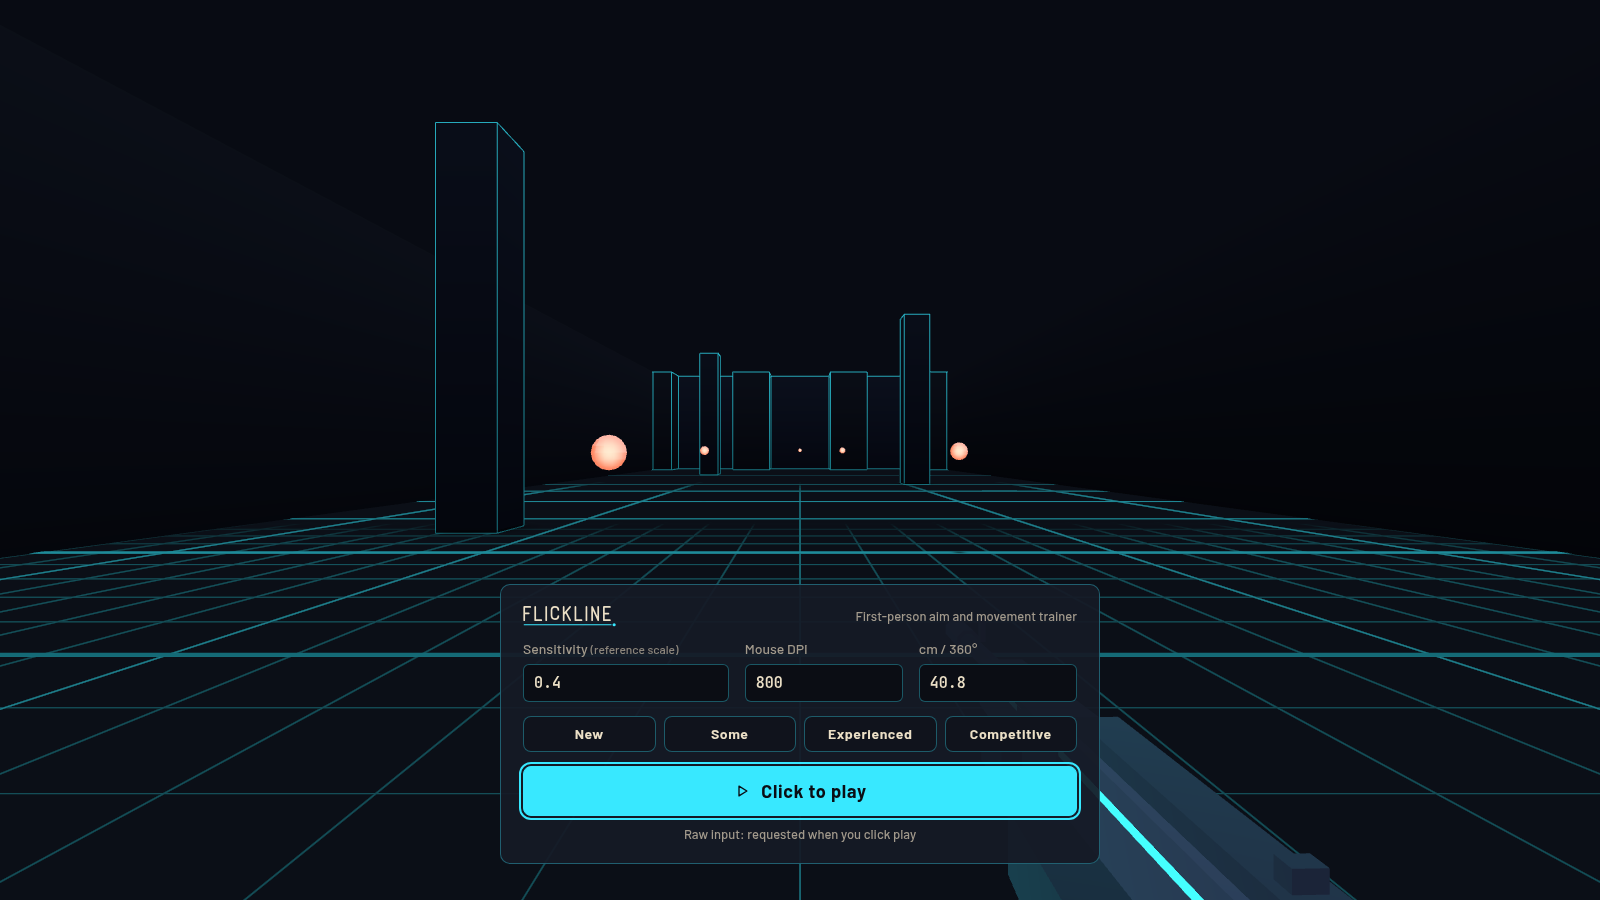 FLICKLINE
First-person aim and movement trainer
Sensitivity (reference scale)
Mouse DPI
cm / 360°
0.4
800
40.8
New
Some
Experienced
Competitive
Click to play
Raw input: requested when you click play